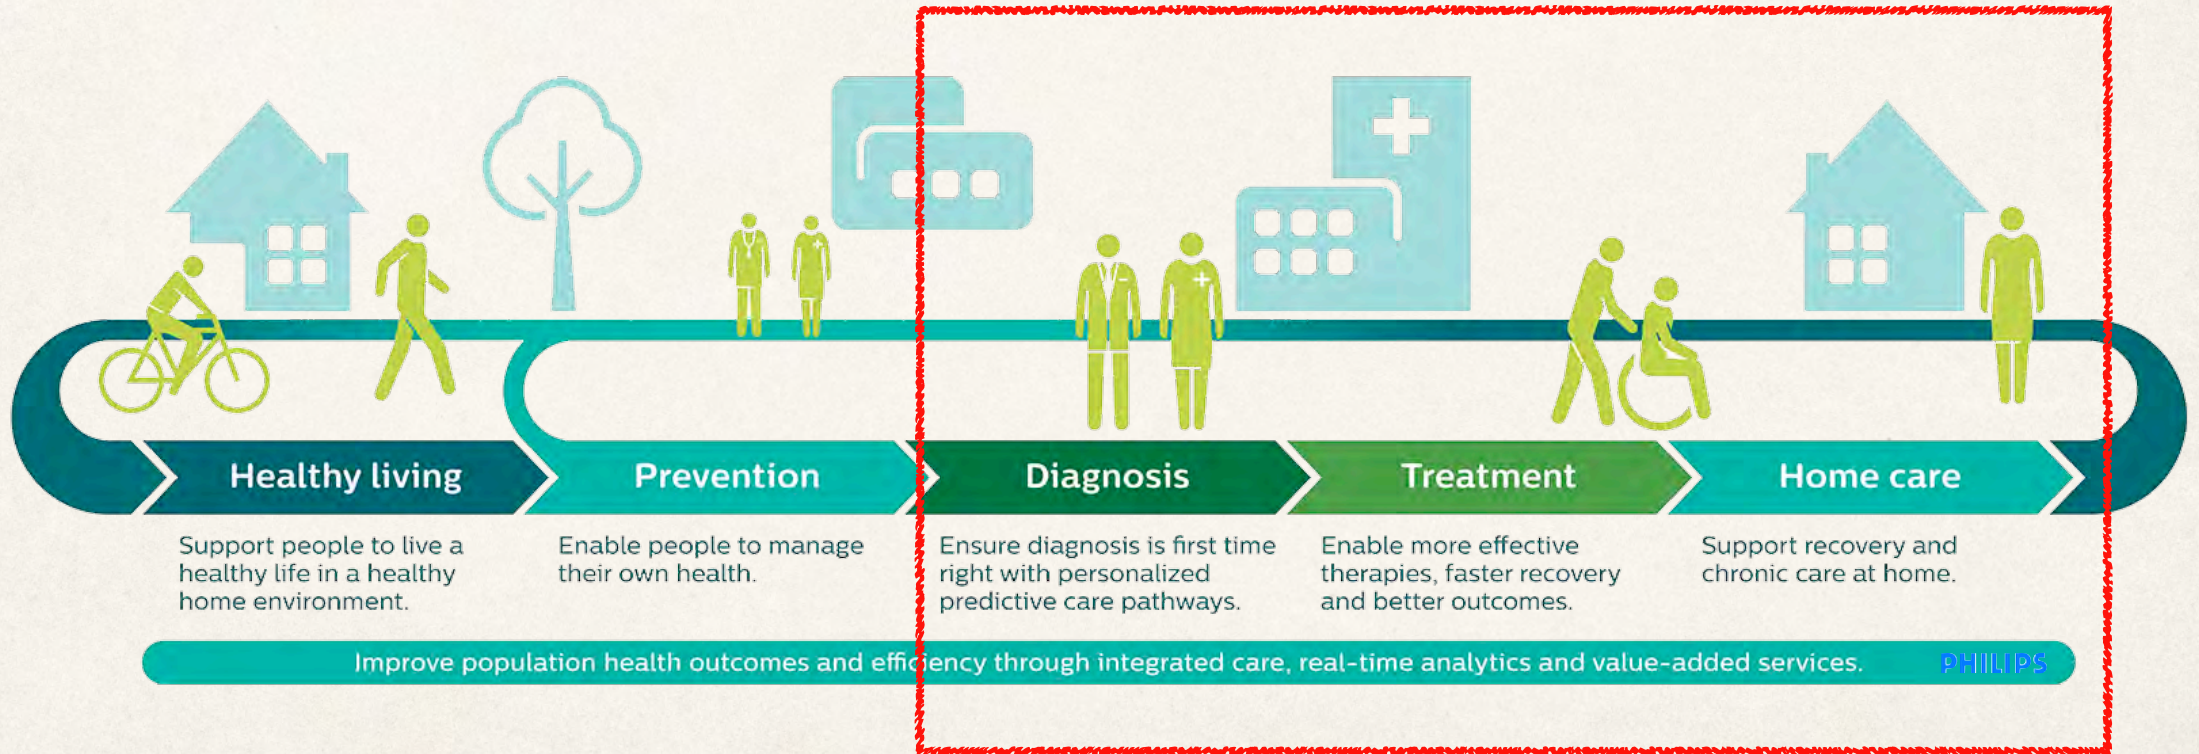 Healthy living
Prevention
Diagnosis
Treatment
Home care
Support people to live a
healthy life in a healthy
home environment.
Enable people to manage
their own health.
Ensure diagnosis is first time
right with personalized
predictive care pathways.
Enable more effective
therapies, faster recovery
and better outcomes.
Support recovery and
chronic care at home.
Improve population health outcomes and efficiency through integrated care, real-time analytics and value-added services.
PHILIPS